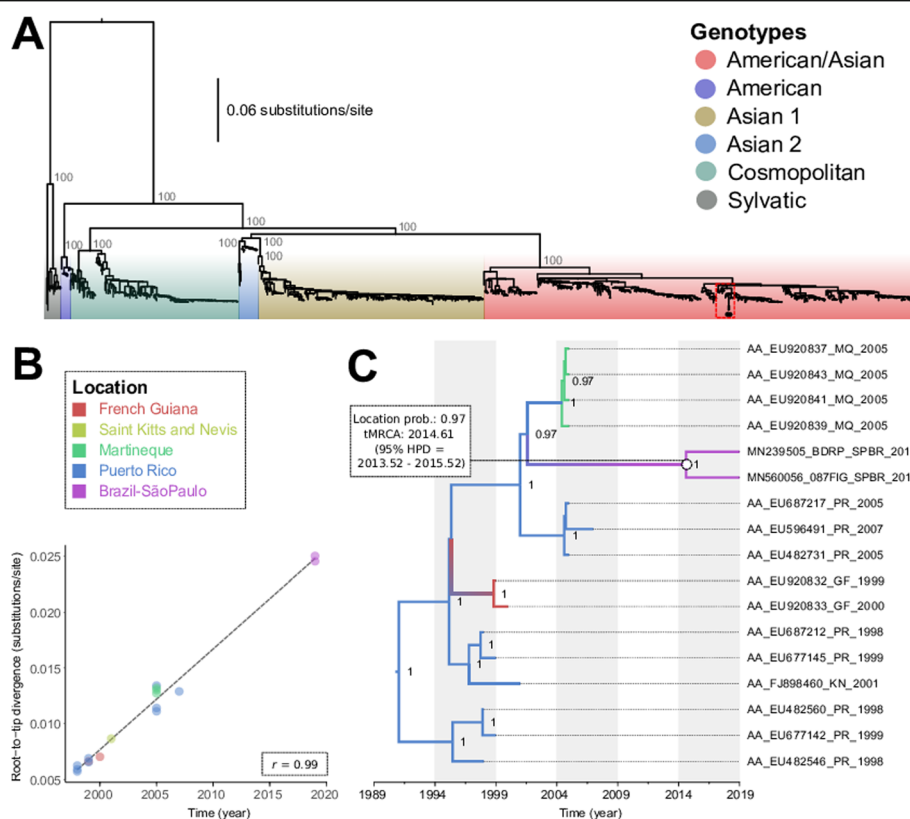 A
Genotypes
American/Asian
American
Asian 1
Asian 2
Cosmopolitan
Sylvatic
0.06 substitutions/site
100
100
100
100
100
100
100
100
100
B
Location
French Guiana
Saint Kitts and Nevis
Martineque
Puerto Rico
Brazil-SãoPaulo
Root-to-tip divergence (substitutions/site)
0.025
0.020
0.015
0.010
0.005
r = 0.99
2000
2005
2010
2015
2020
Time (year)
C
Location prob.: 0.97
tMRCA: 2014.61
(95% HPD =
2013.52 - 2015.52)
0.97
1
0.97
1
1
1
1
1
1
1
1
1
1
AA_EU920837_MQ_2005
AA_EU920843_MQ_2005
AA_EU920841_MQ_2005
AA_EU920839_MQ_2005
MN239505_BDRP_SPBR_201
MN560056_087FIG_SPBR_201
AA_EU687217_PR_2005
AA_EU596491_PR_2007
AA_EU482731_PR_2005
AA_EU920832_GF_1999
AA_EU920833_GF_2000
AA_EU687212_PR_1998
AA_EU677145_PR_1999
AA_FJ898460_KN_2001
AA_EU482560_PR_1998
AA_EU677142_PR_1999
AA_EU482546_PR_1998
1989
1994
1999
2004
2009
2014
2019
Time (year)